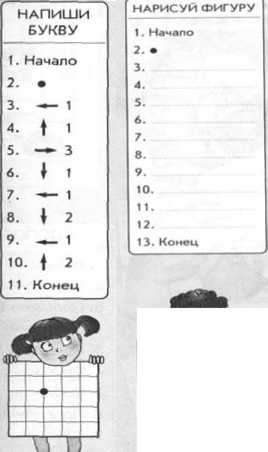 НАПИШИ
БУКВУ
1. Начало
2. ●
3. ← 1
4. ↑ 1
5. → 3
6. ↓ 1
7. ← 1
8. ↓ 2
9. ← 1
10. ↑ 2
11. Конец
НАРИСУЙ ФИГУРУ
1. Начало
2. ●
3.
4.
5.
6.
7.
8.
9.
10.
11.
12.
13. Конец